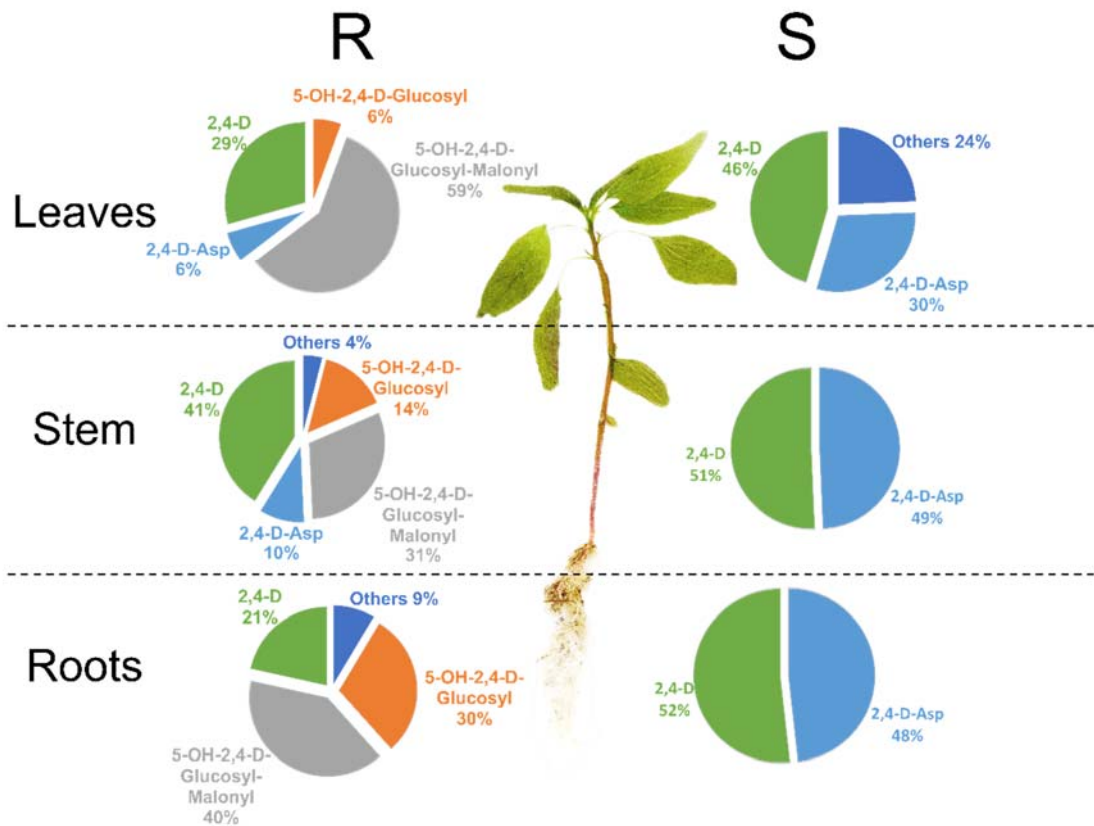 R
S
5-OH-2,4-D-Glucosyl
6%
2,4-D
29%
5-OH-2,4-D-
Glucosyl-Malonyl
59%
2,4-D-Asp
6%
Leaves
2,4-D
46%
Others 24%
2,4-D-Asp
30%
Others 4%
5-OH-2,4-D-
Glucosyl
14%
2,4-D
41%
Stem
5-OH-2,4-D-
Glucosyl-
Malonyl
31%
2,4-D-Asp
10%
2,4-D
51%
2,4-D-Asp
49%
2,4-D
21%
Others 9%
Roots
5-OH-2,4-D-
Glucosyl
30%
5-OH-2,4-D-
Glucosyl-
Malonyl
40%
2,4-D
52%
2,4-D-Asp
48%